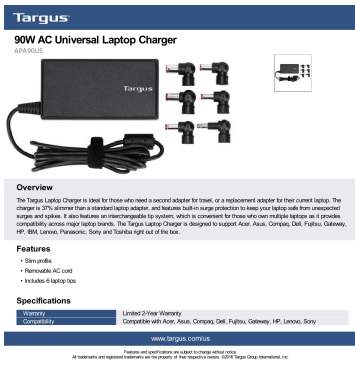 Targus
90W AC Universal Laptop Charger
APA90US
Targus
Overview
The Targus Laptop Charger is ideal for those who need a second adapter for travel, or a replacement adapter for their current laptop. The
charger is 37% slimmer than a standard laptop adapter, and features built-in surge protection to keep your laptop safe from unexpected
surges and spikes. It also features an interchangeable tip system, which is convenient for those who own multiple laptops as it provides
compatibility across major laptop brands. The Targus Laptop Charger is designed to support Acer, Asus, Compaq, Dell, Fujitsu, Gateway,
HP, IBM, Lenovo, Panasonic, Sony and Toshiba right out of the box.
Features
• Slim profile
• Removable AC cord
• Includes 6 laptop tips
Specifications
Warranty Limited 2-Year Warranty
Compatibility Compatible with Acer, Asus, Compaq, Dell, Fujitsu, Gateway, HP, Lenovo, Sony
www.targus.com/us
Features and specifications are subject to change without notice.
All trademarks and registered trademarks are the property of their respective owners. ©2016 Targus Group International, Inc.